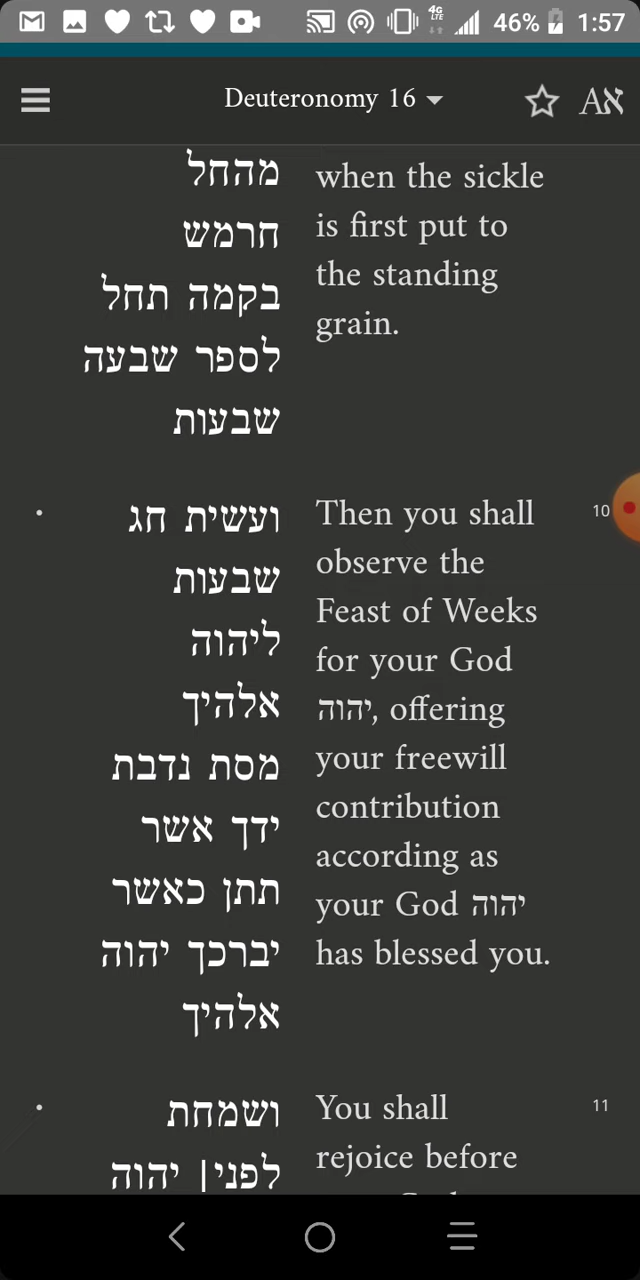 46% 1:57
Deuteronomy 16
מהחל
חרמש
בקמה תחל
לספר שבעה
שבעות
when the sickle
is first put to
the standing
grain.
ועשית חג
שבעות
ליהוה
אלהיך
מסת נדבת
ידך אשר
תתן כאשר
יברכך יהוה
אלהיך
Then you shall
observe the
Feast of Weeks
for your God
יהוה, offering
your freewill
contribution
according as
your God יהוה
has blessed you.
10
ושמחת
לפני| יהוה
You shall
rejoice before
11